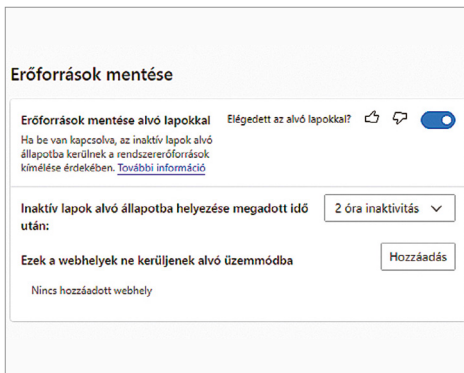 Erőforrások mentése
Erőforrások mentése alvó lapokkal
Elégedett az alvó lapokkal?
Ha be van kapcsolva, az inaktív lapok alvó
állapotba kerülnek a rendszererőforrások
kímélése érdekében. További információ
Inaktív lapok alvó állapotba helyezése megadott idő
után:
2 óra inaktivitás
Ezek a webhelyek ne kerüljenek alvó üzemmódba
Hozzáadás
Nincs hozzáadott webhely